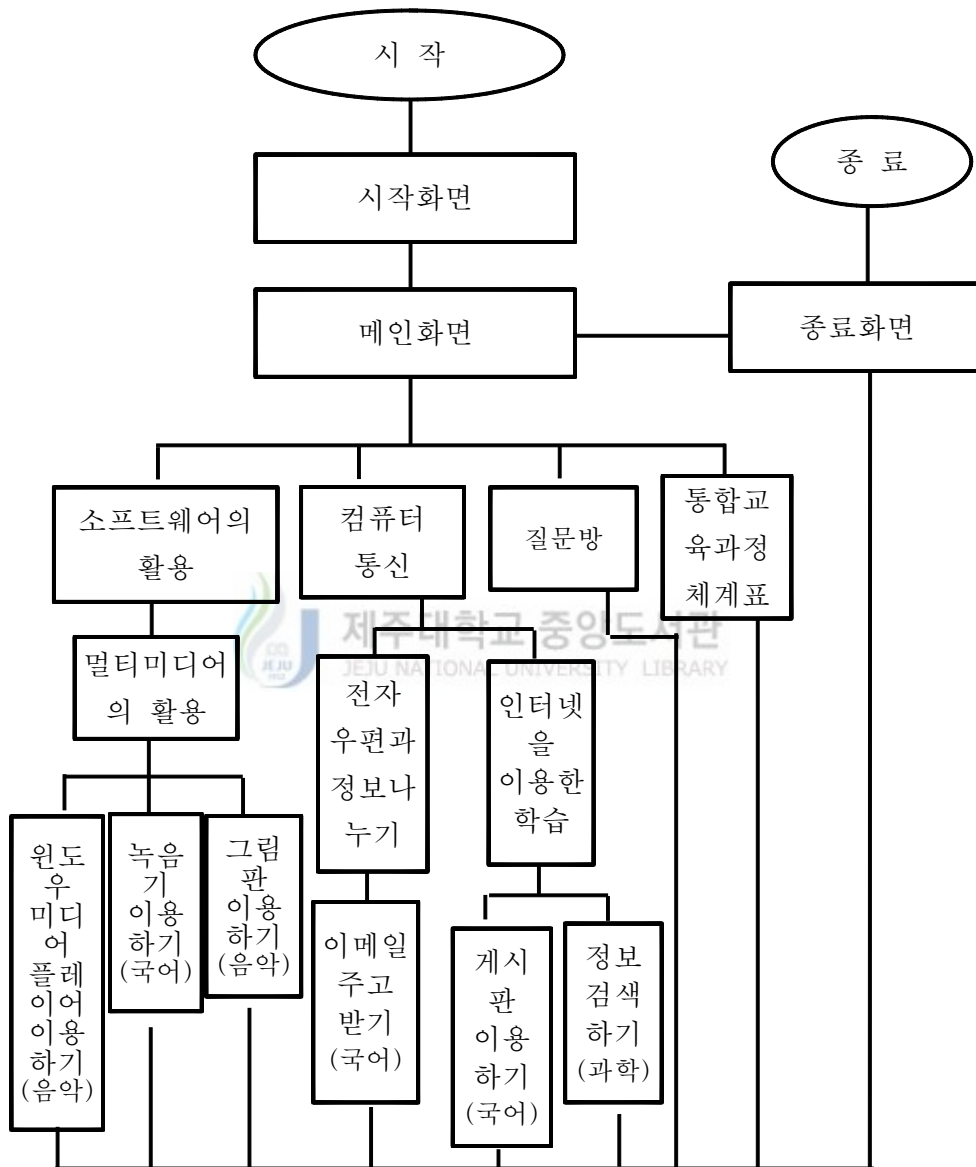 시 작
종 료
시작화면
메인화면
종료화면
소프트웨어의
활용
컴퓨터
통신
질문방
통합교
육과정
체계표
제주대학교 중앙도서관
JEJU NATIONAL UNIVERSITY LIBRARY
JEJU
1952
멀티미디어
의 활용
전자
우편과
정보나
누기
인터넷
을
이용한
학습
윈도
우
미디
어
플레
이어
이용
하기
(음악)
녹음
기
이용
하기
(국어)
그림
판
이용
하기
(음악)
이메일
주고
받기
(국어)
게시
판
이용
하기
(국어)
정보
검색
하기
(과학)